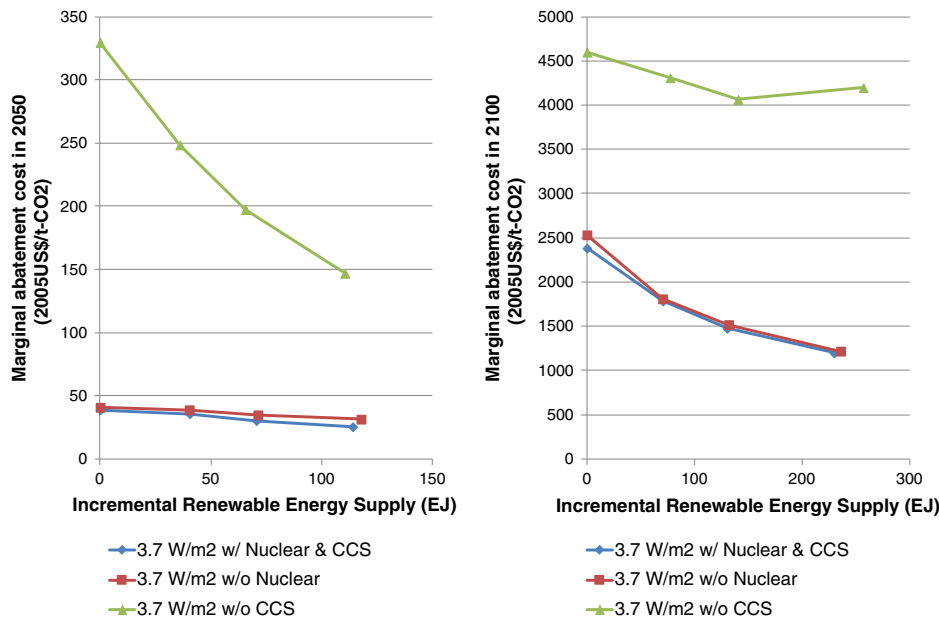 350
300
250
200
150
100
50
0
Marginal abatement cost in 2050
(2005US$/t-CO2)
0 50 100 150
Incremental Renewable Energy Supply (EJ)
3.7 W/m2 w/ Nuclear & CCS
3.7 W/m2 w/o Nuclear
3.7 W/m2 w/o CCS
5000
4500
4000
3500
3000
2500
2000
1500
1000
500
0
Marginal abatement cost in 2100
(2005US$/t-CO2)
0 100 200 300
Incremental Renewable Energy Supply (EJ)
3.7 W/m2 w/ Nuclear & CCS
3.7 W/m2 w/o Nuclear
3.7 W/m2 w/o CCS